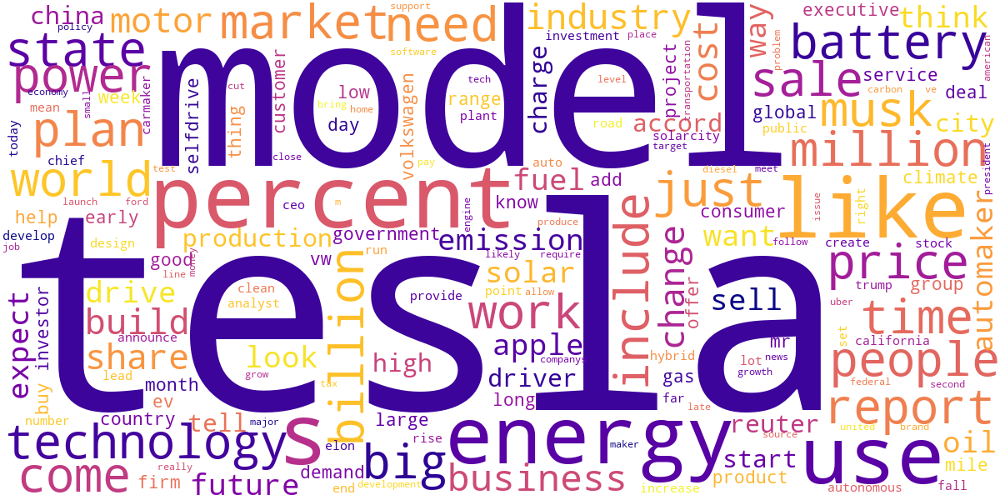 china
policy
motor
market
need
support
software
industry
investment
place
cost
way
executive
think
state
power
economy
small
week
mean
carmaker
today
chief
plan
selfdrive
thing
cut
customer
model
low
bring
home
day
close
volkswagen
tech
range
plant
charge
level
road
project
transportation
accord
solarcity
target
auto
problem
battery
sale
service
carbon
ve
american
deal
global
public
musk
city
million
president
world
test
launch
ford
percent
pay
fuel
add
diesel
meet
just
like
climate
issue
right
automaker
help
early
develop
job
design
production
ceo
m
government
know
engine
produce
emission
likely
require
run
vw
good
line
money
consumer
want
follow
create
stock
price
trump
group
include
change
offer
solar
point
allow
work
provide
tesla
drive
build
announce
share
lead
expect
investor
buy
clean
analyst
look
grow
tax
billion
high
apple
companys
driver
long
hybrid
gas
far
late
sell
mr
news
lot
growth
uber
set
california
time
people
federal
second
report
united
brand
month
ev
country
number
tell
major
technology
s
large
rise
elon
maker
energy
reuter
source
use
oil
mile
come
really
firm
future
demand
end
development
big
business
start
product
increase
autonomous
fall